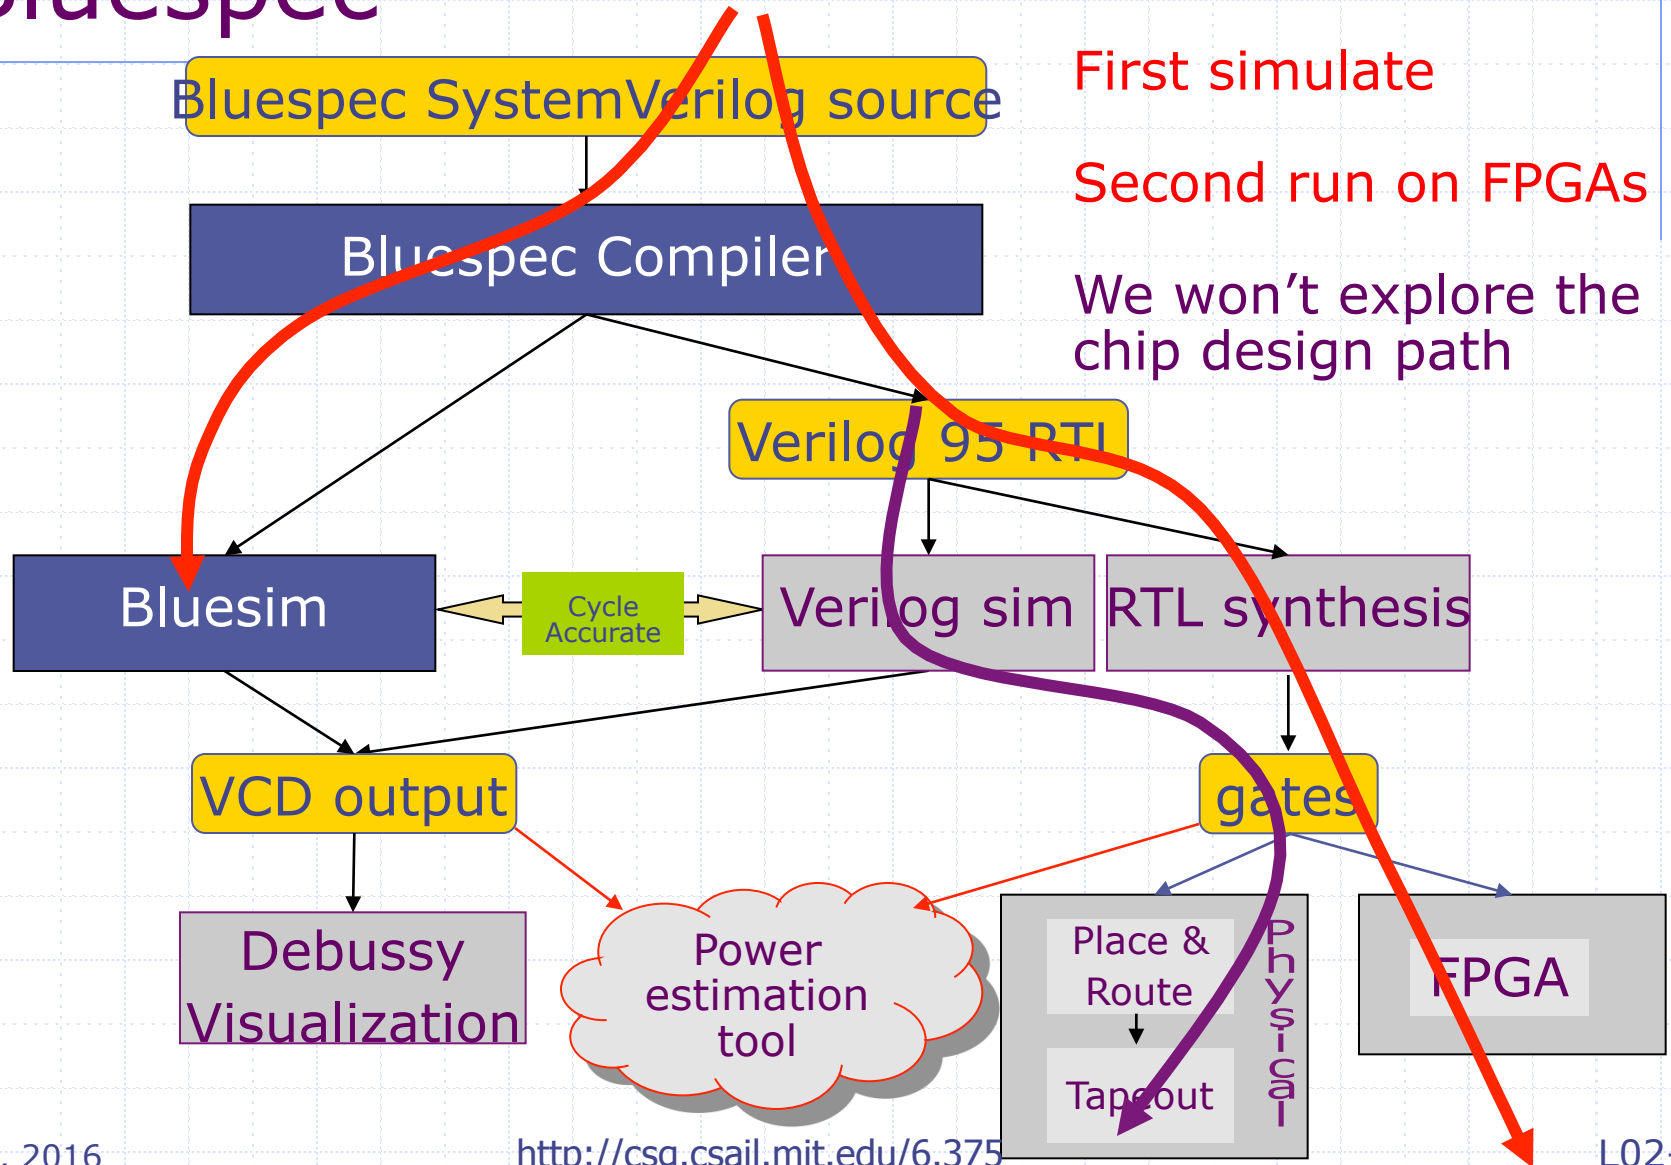 Bluespec
Bluespec SystemVerilog source
First simulate
Second run on FPGAs
Bluespec Compiler
We won’t explore the
chip design path
Verilog 95 RTL
Bluesim
Cycle
Accurate
Verilog sim
RTL synthesis
VCD output
gates
Debussy
Visualization
Power
estimation
tool
Place &
Route
Tapeout
Physical
FPGA
, 2016
http://csg.csail.mit.edu/6.375
L02-